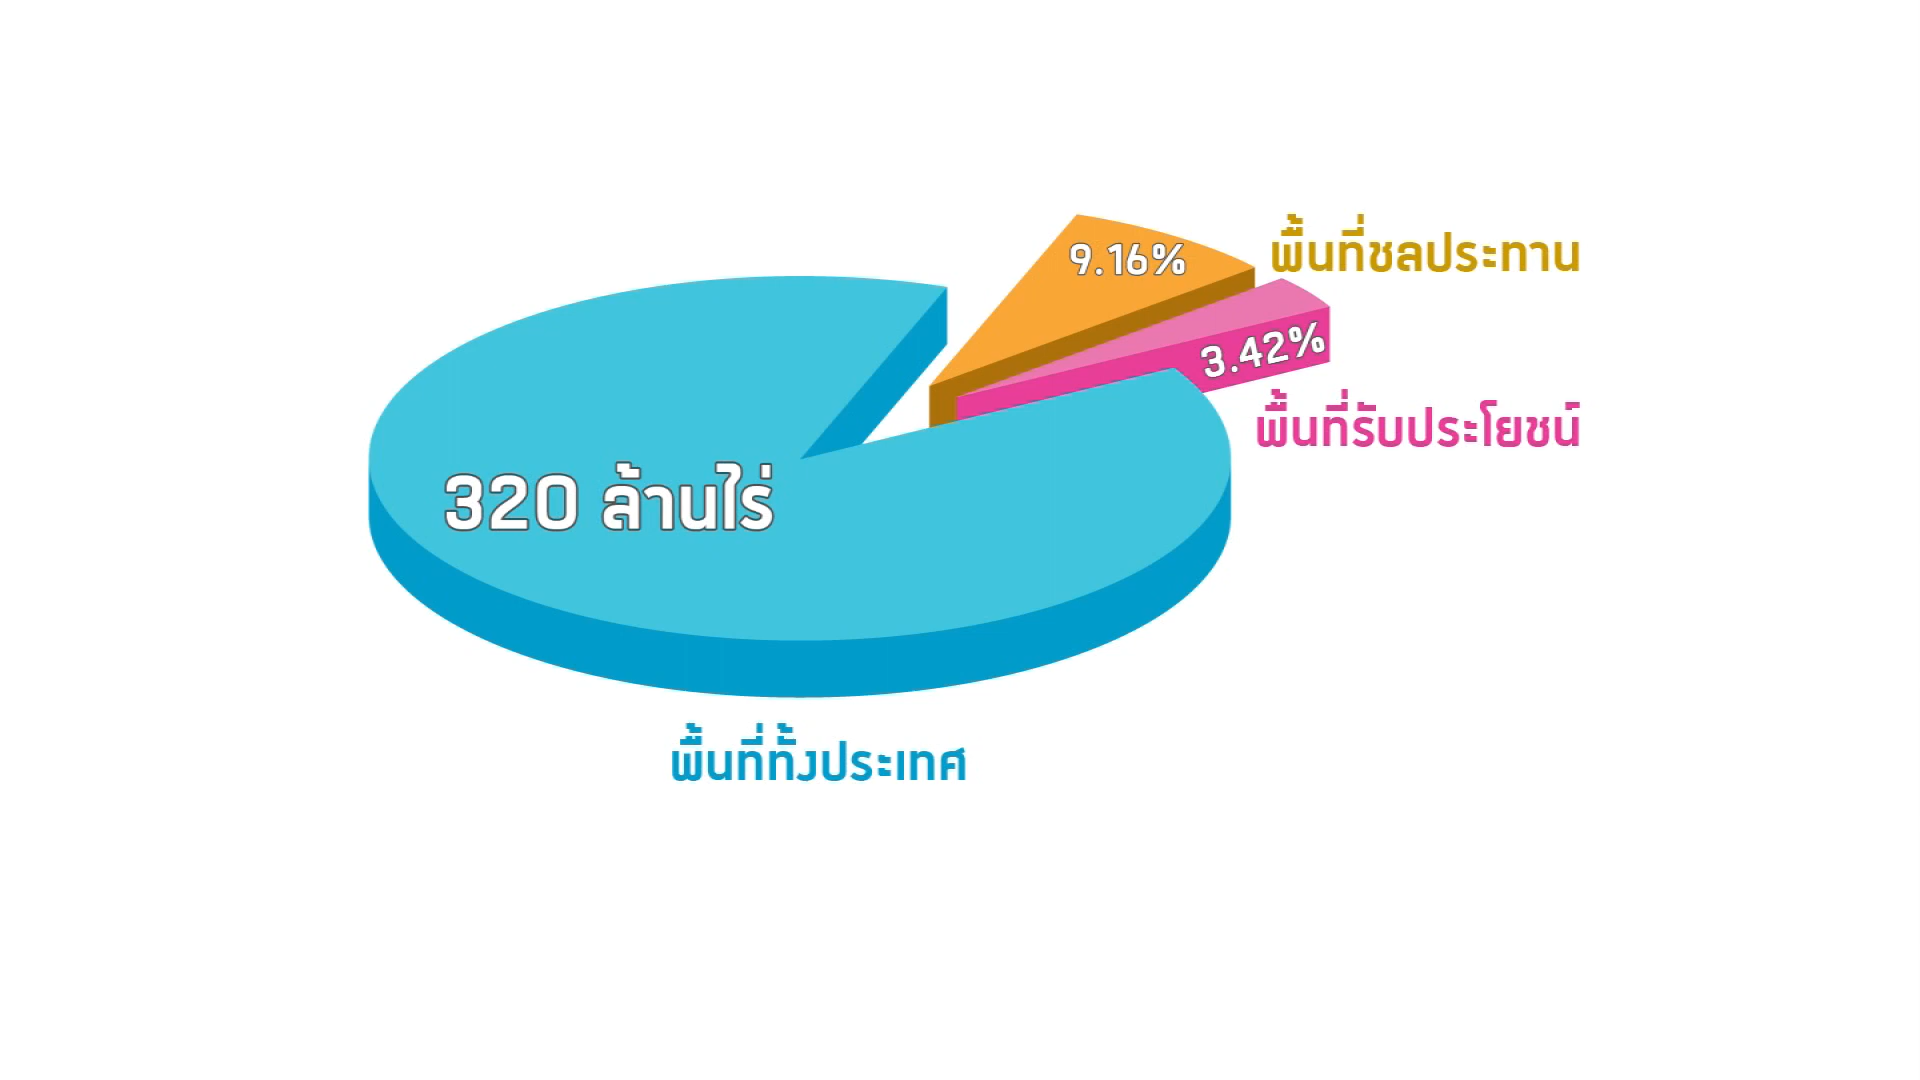 9.16%
พื้นที่ชลประทาน
3.42%
พื้นที่รับประโยชน์
320 ล้านไร่
พื้นที่ทั้งประเทศ